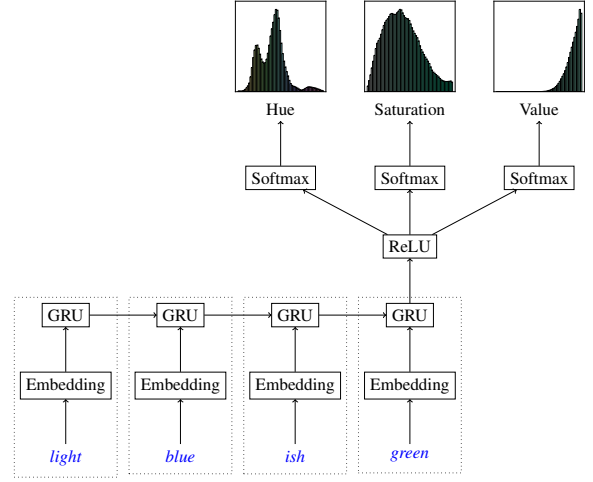 Hue Saturation Value
Softmax Softmax Softmax
ReLU
GRU GRU GRU GRU
Embedding Embedding Embedding Embedding
light blue ish green